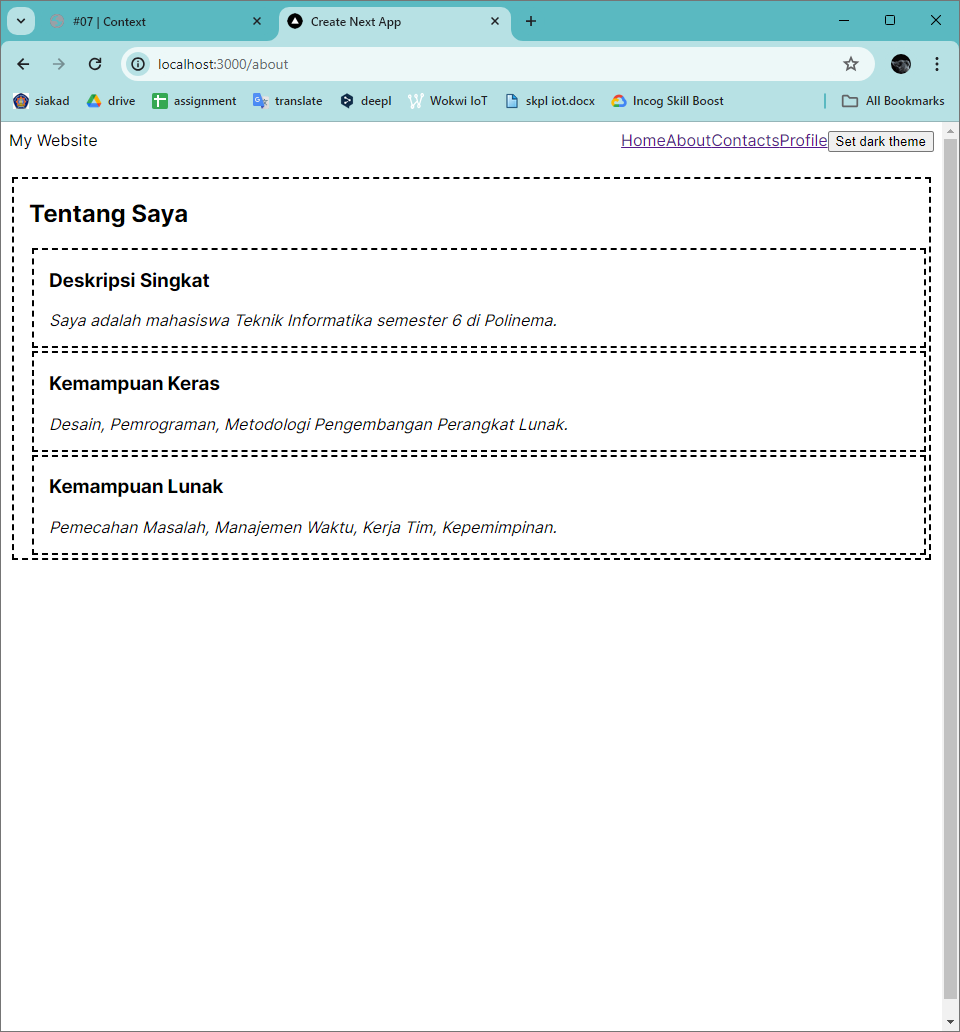 #07 | Context
Create Next App
localhost:3000/about
siakad drive assignment translate deepl Wokwi IoT skpl iot.docx Incog Skill Boost All Bookmarks
My Website HomeAboutContactsProfile Set dark theme
Tentang Saya
Deskripsi Singkat
Saya adalah mahasiswa Teknik Informatika semester 6 di Polinema.
Kemampuan Keras
Desain, Pemrograman, Metodologi Pengembangan Perangkat Lunak.
Kemampuan Lunak
Pemecahan Masalah, Manajemen Waktu, Kerja Tim, Kepemimpinan.